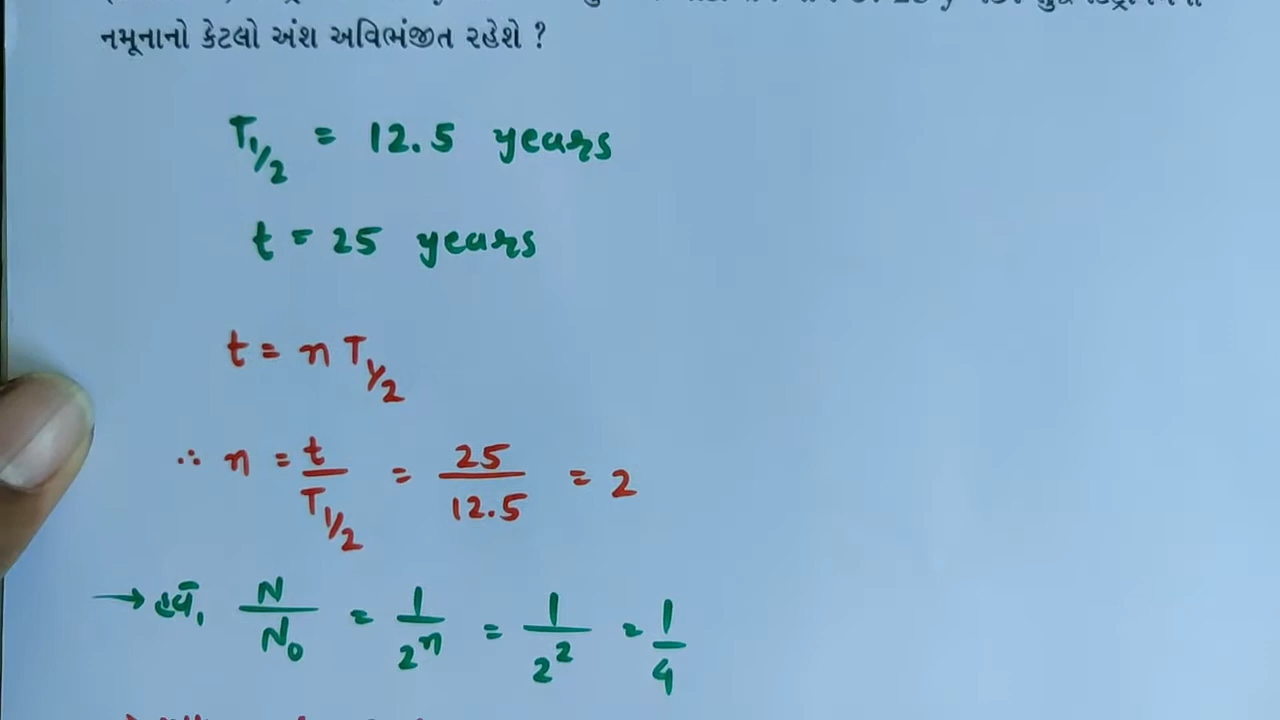 નમૂનાનો કેટલો અંશ અવિભંજીત રહેશે ?
T1/2 = 12.5 years
t = 25 years
t = n T1/2
∴ n = t/T1/2 = 25/12.5 = 2
→ હવે, N/N0 = 1/2^n = 1/2^2 = 1/4